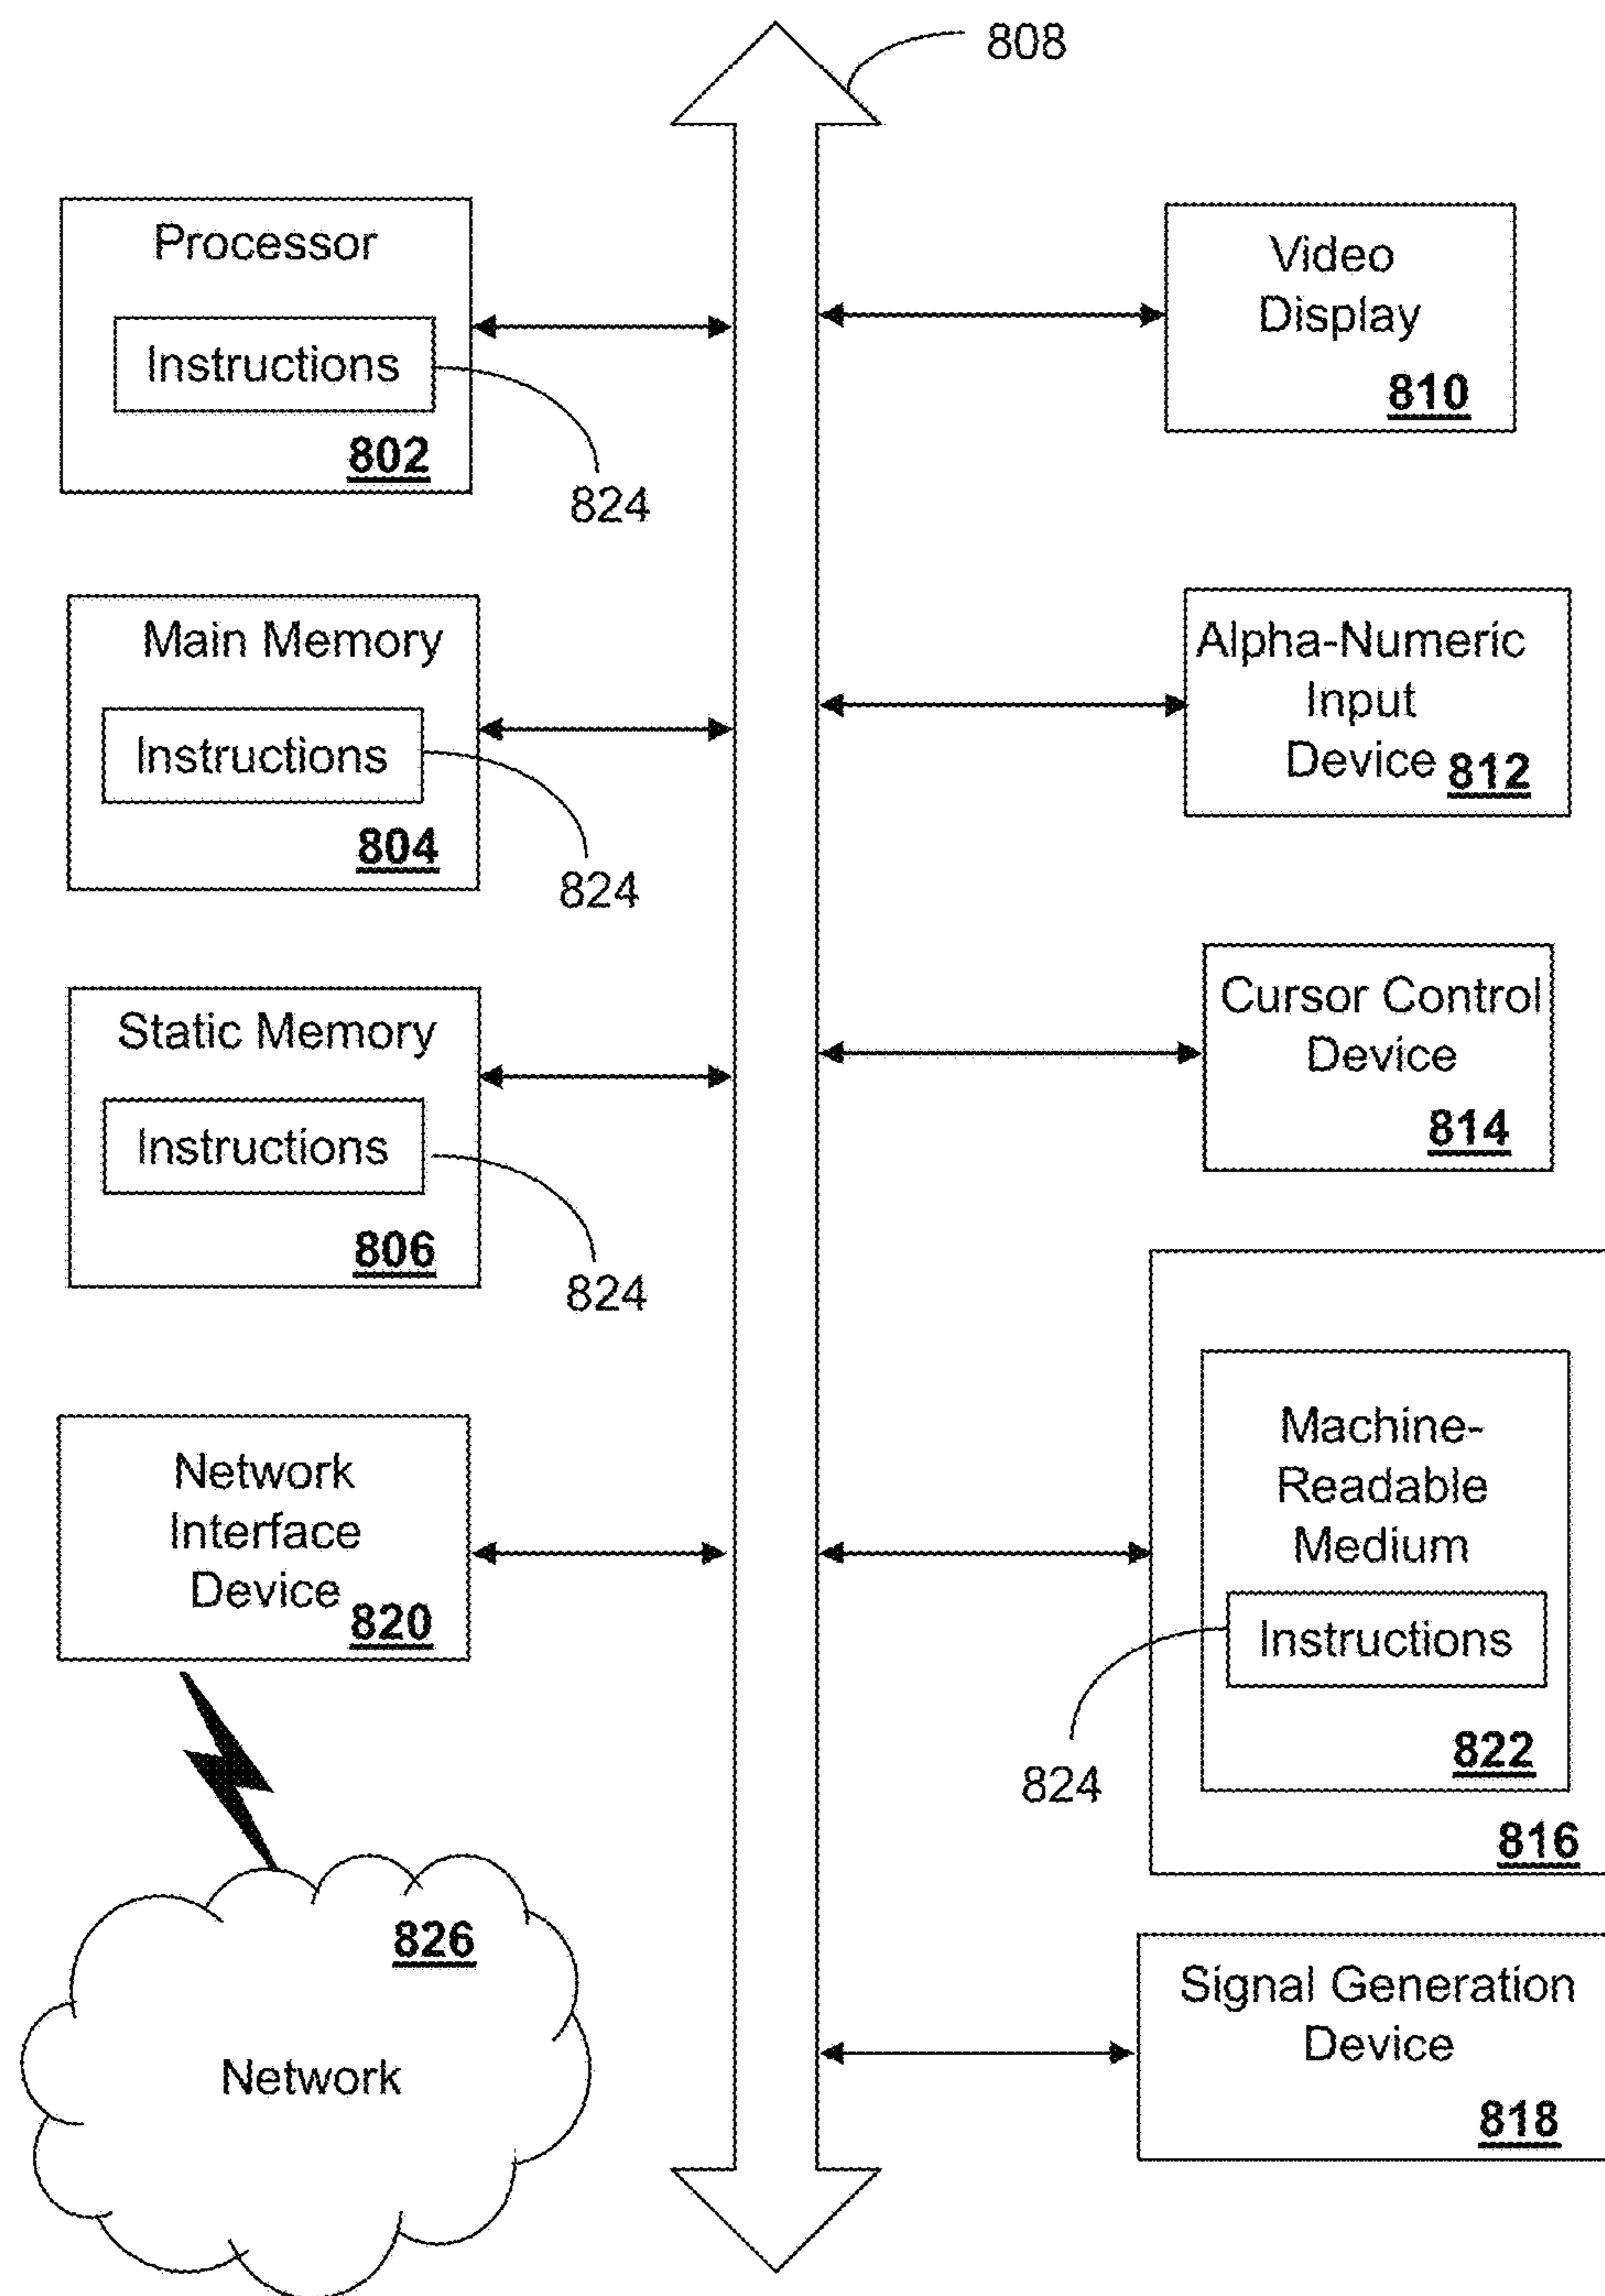 808
Processor
Instructions
802
824
Main Memory
Instructions
804
824
Static Memory
Instructions
806
824
Network
Interface
Device
820
826
Network
Video
Display
810
Alpha-Numeric
Input
Device 812
Cursor Control
Device
814
Machine-
Readable
Medium
Instructions
822
824
816
Signal Generation
Device
818